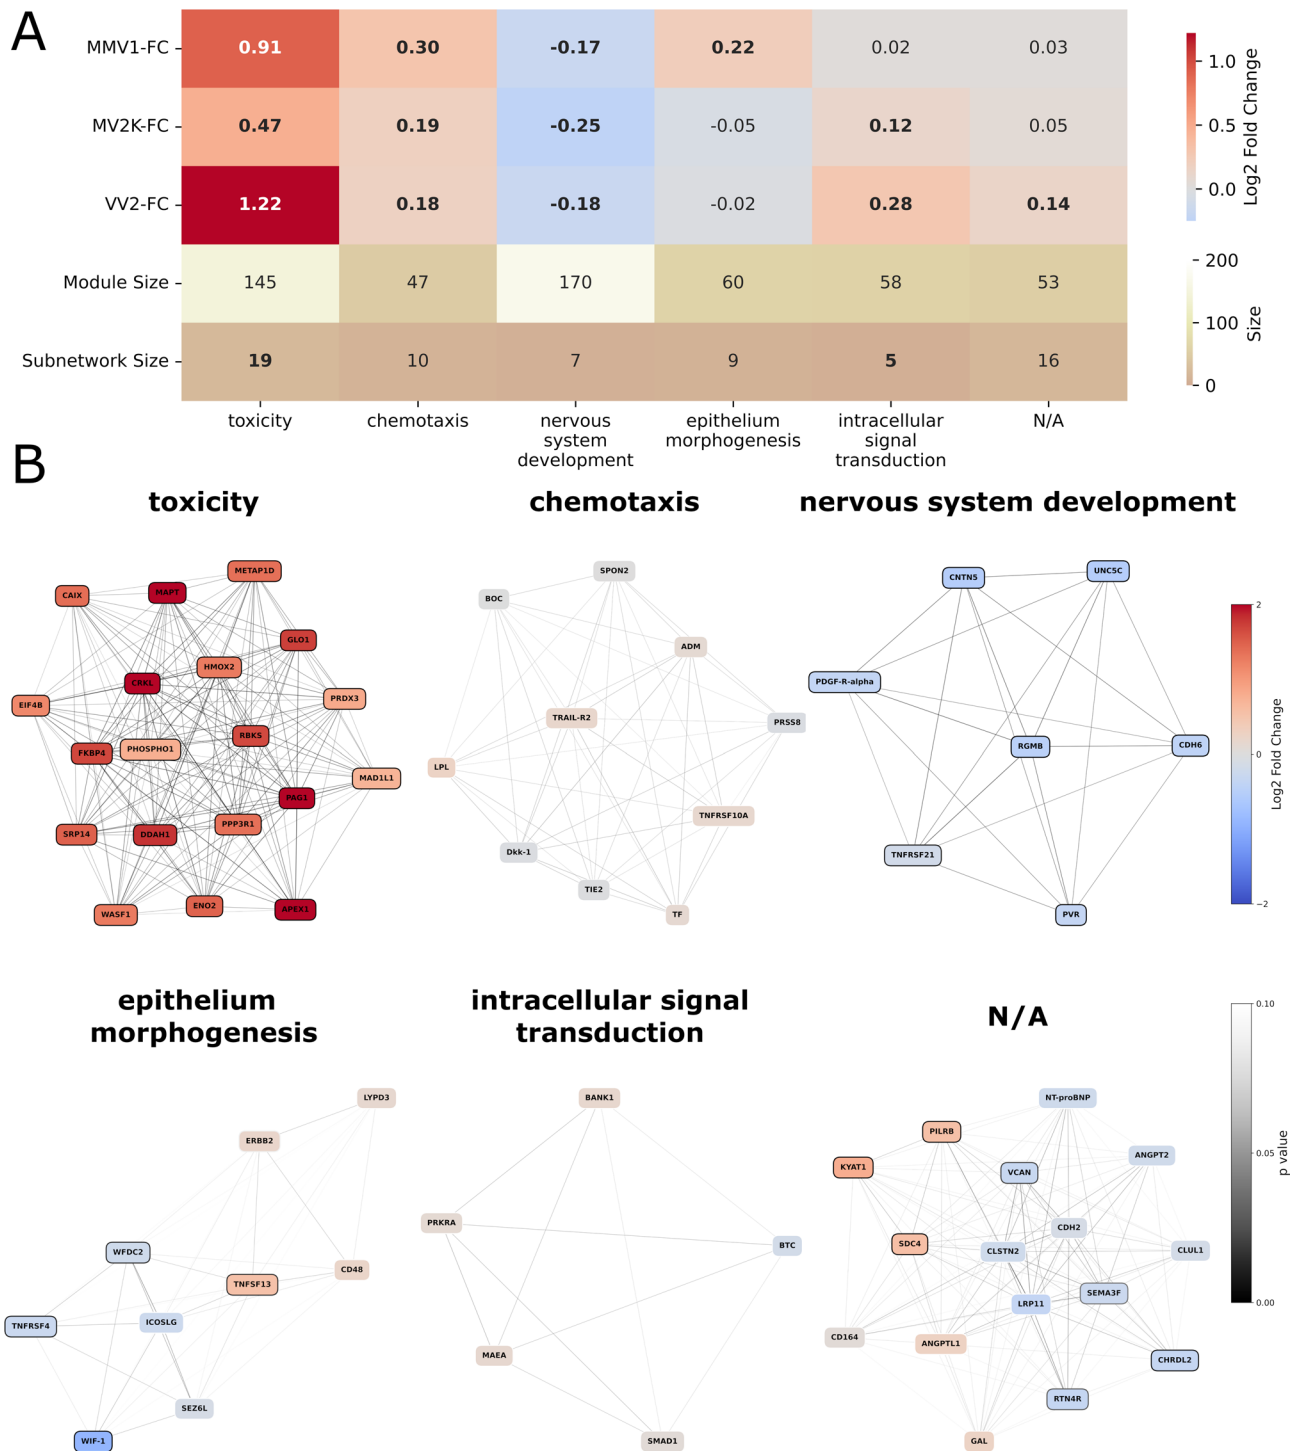 A
MMV1-FC 0.91 0.30 -0.17 0.22 0.02 0.03
MV2K-FC 0.47 0.19 -0.25 -0.05 0.12 0.05
VV2-FC 1.22 0.18 -0.18 -0.02 0.28 0.14
Module Size 145 47 170 60 58 53
Subnetwork Size 19 10 7 9 5 16
toxicity
chemotaxis
nervous
system
development
epithelium
morphogenesis
intracellular
signal
transduction
N/A
1.0
0.5
0.0
Log2 Fold Change
200
100
0
Size
B
toxicity
METAP1D
CAIX
MAPT
GLO1
HMOX2
CRKL
PRDX3
EIF4B
RBKS
FKBP4
PHOSPHO1
MAD1L1
PAG1
PPP3R1
SRP14
DDAH1
ENO2
APEX1
WASF1
chemotaxis
SPON2
BOC
ADM
TRAIL-R2
PRSS8
LPL
TNFRSF10A
Dkk-1
TIE2
TF
nervous system development
CNTN5
UNC5C
PDGF-R-alpha
RGMB
CDH6
TNFRSF21
PVR
2
0
−2
Log2 Fold Change
epithelium
morphogenesis
LYPD3
ERBB2
WFDC2
CD48
TNFSF13
TNFRSF4
ICOSLG
SEZ6L
WIF-1
intracellular signal
transduction
BANK1
PRKRA
BTC
MAEA
SMAD1
N/A
NT-proBNP
PILRB
ANGPT2
KYAT1
VCAN
CDH2
SDC4
CLSTN2
CLUL1
SEMA3F
LRP11
CD164
ANGPTL1
CHRDL2
RTN4R
GAL
0.10
0.05
0.00
p value